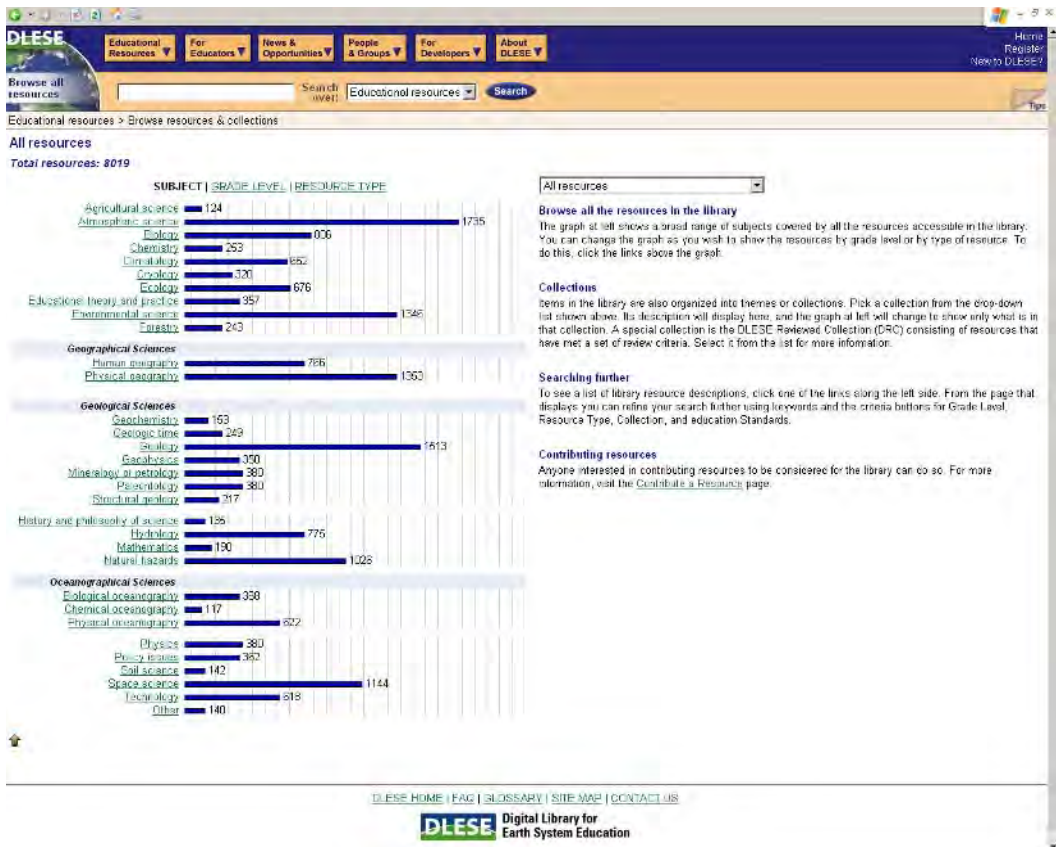 DLESE
Educational Resources
For Educators
News & Opportunities
People & Groups
For Developers
About DLESE
Home
Register
New to DLESE?
Browse all resources
Search over:
Educational resources
Search
Tips
Educational resources > Browse resources & collections
All resources
Total resources: 8019
SUBJECT | GRADE LEVEL | RESOURCE TYPE
Agricultural science 124
Atmospheric science 1735
Biology
Chemistry 253
Climatology
Cryology
Ecology 676
Educational theory and practice 357
Environmental science
Forestry 243
Geographical Sciences
Human geography
Physical geography
Geological Sciences
Geochemistry
Geologic time 249
Geology
Geophysics
Mineralogy or petrology 380
Paleontology 380
Structural geology 217
History and philosophy of science
Hydrology 775
Mathematics 190
Natural hazards
Oceanographical Sciences
Biological oceanography
Chemical oceanography 117
Physical oceanography 622
Physics 380
Policy issues
Soil science 142
Space science 1144
Technology
Other
All resources
Browse all the resources in the library
The graph at left shows a broad range of subjects covered by all the resources accessible in the library.
You can change the graph as you wish to show the resources by grade level or by type of resource. To
do this, click the links above the graph.
Collections
Items in the library are also organized into themes or collections. Pick a collection from the drop-down
list shown above. Its description will display here, and the graph at left will change to show only what is in
that collection. A special collection is the DLESE Reviewed Collection (DRC) consisting of resources that
have met a set of review criteria. Select it from the list for more information.
Searching further
To see a list of library resource descriptions, click one of the links along the left side. From the page that
displays you can refine your search further using keywords and the criteria buttons for Grade Level,
Resource Type, Collection, and education Standards.
Contributing resources
Anyone interested in contributing resources to be considered for the library can do so. For more
information, visit the Contribute a Resource page.
DLESE HOME | FAQ | GLOSSARY | SITE MAP | CONTACT US
DLESE Digital Library for
Earth System Education